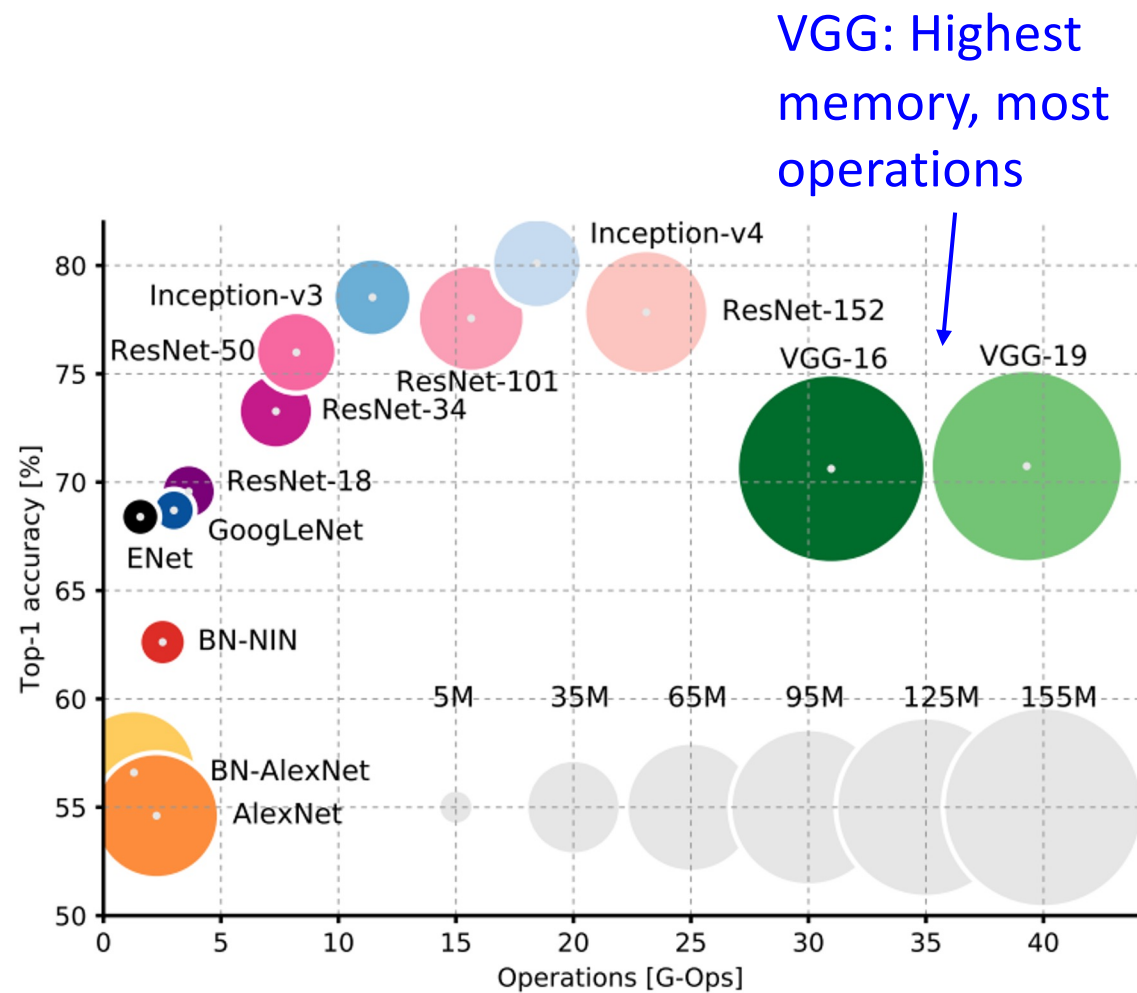 VGG: Highest
memory, most
operations
Inception-v4
Inception-v3
ResNet-152
ResNet-50
VGG-16
VGG-19
ResNet-101
ResNet-34
ResNet-18
GoogLeNet
ENet
BN-NIN
5M 35M 65M 95M 125M 155M
BN-AlexNet
AlexNet
80
75
70
65
60
55
50
Top-1 accuracy [%]
0 5 10 15 20 25 30 35 40
Operations [G-Ops]